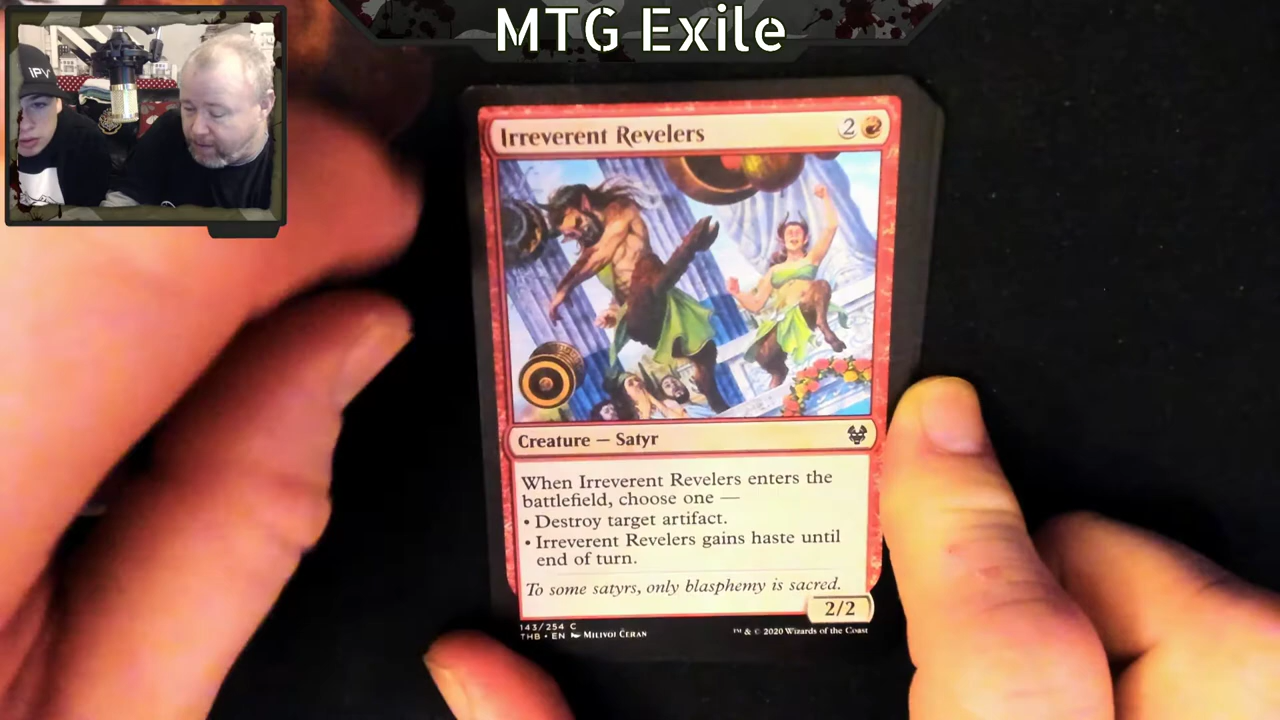 MTG Exile
iPV
Irreverent Revelers 2
Creature — Satyr
When Irreverent Revelers enters the
battlefield, choose one —
• Destroy target artifact.
• Irreverent Revelers gains haste until
end of turn.
To some satyrs, only blasphemy is sacred.
2/2
143/254 C
THB • EN MILIVOJ ĆERAN
™ & © 2020 Wizards of the Coast